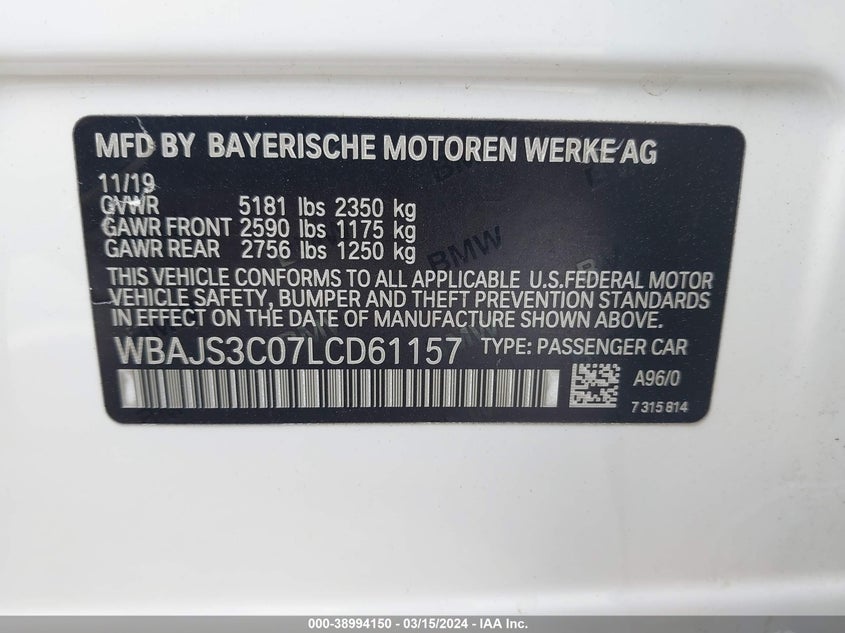 MFD BY BAYERISCHE MOTOREN WERKE AG
11/19
GVWR 5181 lbs 2350 kg
GAWR FRONT 2590 lbs 1175 kg
GAWR REAR 2756 lbs 1250 kg
THIS VEHICLE CONFORMS TO ALL APPLICABLE U.S.FEDERAL MOTOR
VEHICLE SAFETY, BUMPER AND THEFT PREVENTION STANDARDS
IN EFFECT ON THE DATE OF MANUFACTURE SHOWN ABOVE.
WBAJS3C07LCD61157 TYPE: PASSENGER CAR
A96/0
7 315 814
BMW
000-38994150 - 03/15/2024 - IAA Inc.